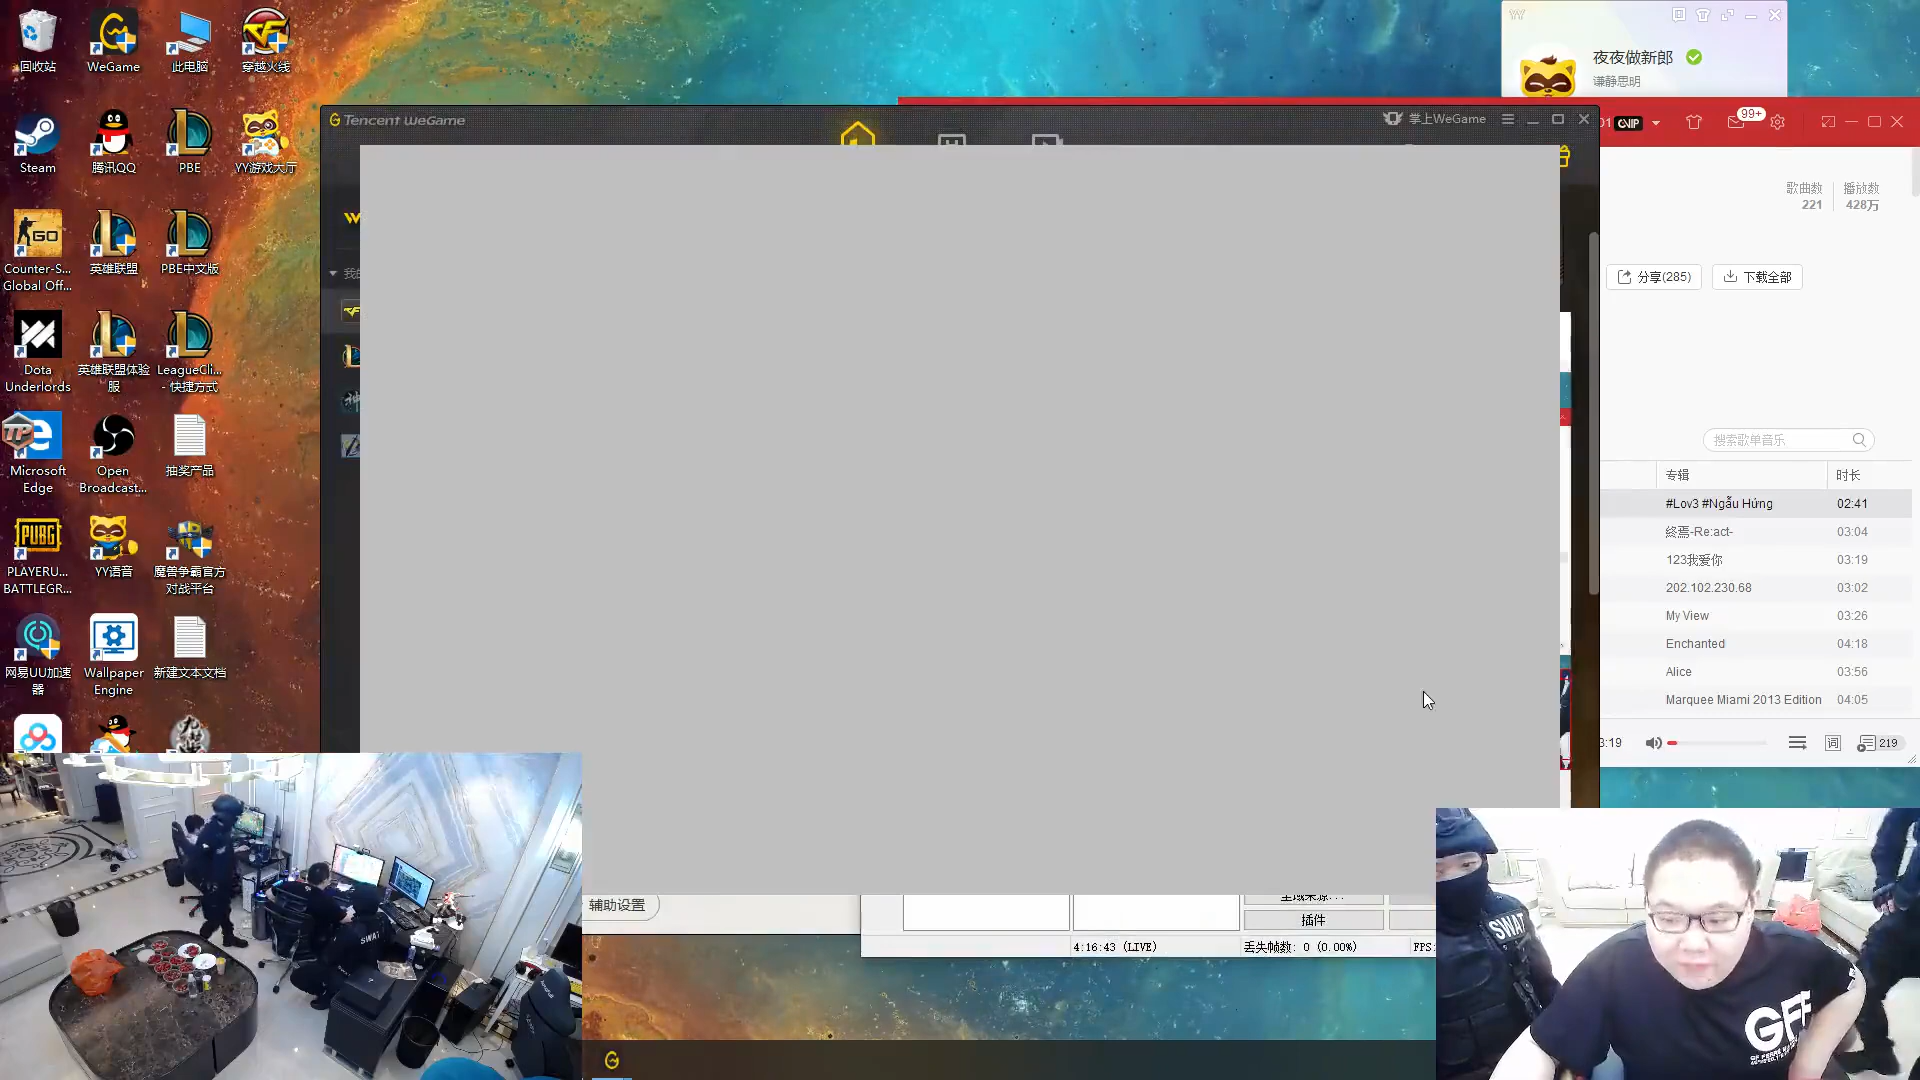 回收站
WeGame
此电脑
穿越火线
Steam
腾讯QQ
PBE
YY游戏大厅
Counter-S...
Global Off...
英雄联盟
PBE中文版
Dota
Underlords
英雄联盟体验
服
LeagueCli...
- 快捷方式
Microsoft
Edge
Open
Broadcast...
抽奖产品
PUBG
PLAYERU...
BATTLEGR...
YY语音
魔兽争霸官方
对战平台
网易UU加速
器
Wallpaper
Engine
新建文本文档
Tencent WeGame
掌上WeGame
夜夜做新郎
谦静思明
VIP
99+
歌曲数
221
播放数
428万
分享(285)
下载全部
搜索歌单音乐
专辑
时长
#Lov3 #Ngẫu Hứng
02:41
終焉-Re:act-
03:04
123我爱你
03:19
202.102.230.68
03:02
My View
03:26
Enchanted
04:18
Alice
03:56
Marquee Miami 2013 Edition
04:05
3:19
词
219
辅助设置
插件
4:16:43 (LIVE)
丢失帧数: 0 (0.00%)
FPS:
SWAT
SWAT
GFF